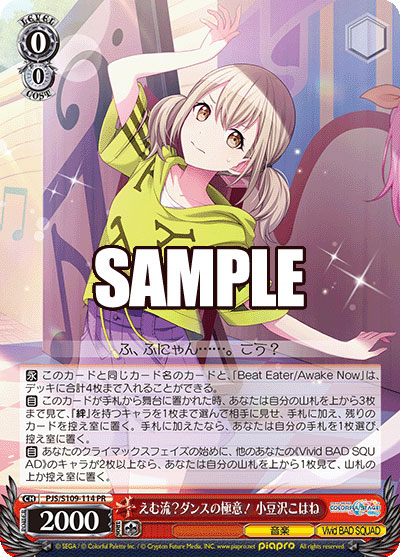 LEVEL
0
0
COST
SAMPLE
ふ、ふにゃん……。こう？
永 このカードと同じカード名のカードと、「Beat Eater/Awake Now」は、
デッキに合計4枚まで入れることができる。
自 このカードが手札から舞台に置かれた時、あなたは自分の山札を上から3枚
まで見て、「絆」を持つキャラを1枚まで選んで相手に見せ、手札に加え、残りの
カードを控え室に置く。手札に加えたなら、あなたは自分の手札を1枚選び、
控え室に置く。
自 あなたのクライマックスフェイズの始めに、他のあなたの《Vivid BAD SQU
AD》のキャラが2枚以上なら、あなたは自分の山札の上から1枚見て、山札の
上か控え室に置く。
CH PJS/S109-114 PR
えむ流？ダンスの極意！ 小豆沢こはね
POWER
2000
SOUL
音楽
Vivid BAD SQUAD
© SEGA / © Colorful Palette Inc. / © Crypton Future Media, INC. www.piapro.net piapro All rights reserved.